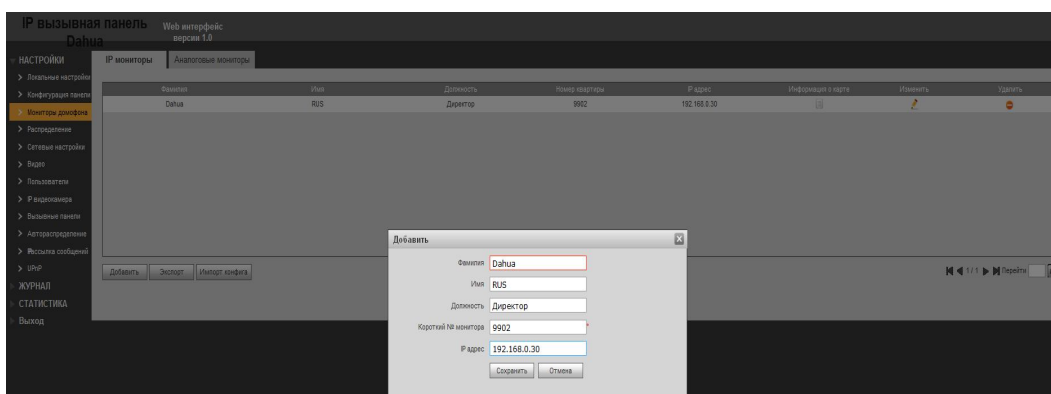 IP вызывная панель
Dahua
Web интерфейс
версии 1.0
НАСТРОЙКИ
Локальные настройки
Конфигурация панели
Мониторы домофона
Распределение
Сетевые настройки
Видео
Пользователи
IP видеокамера
Вызывные панели
Автораспределение
Рассылка сообщений
UPnP
ЖУРНАЛ
СТАТИСТИКА
Выход
IP мониторы
Аналоговые мониторы
Фамилия Имя Должность Номер квартиры IP адрес Информация о карте Изменить Удалить
Dahua RUS Директор 9902 192.168.0.30
Добавить Экспорт Импорт конфига
1 / 1 Перейти
Добавить
Фамилия Dahua
Имя RUS
Должность Директор
Короткий № монитора 9902 *
IP адрес 192.168.0.30
Сохранить Отмена